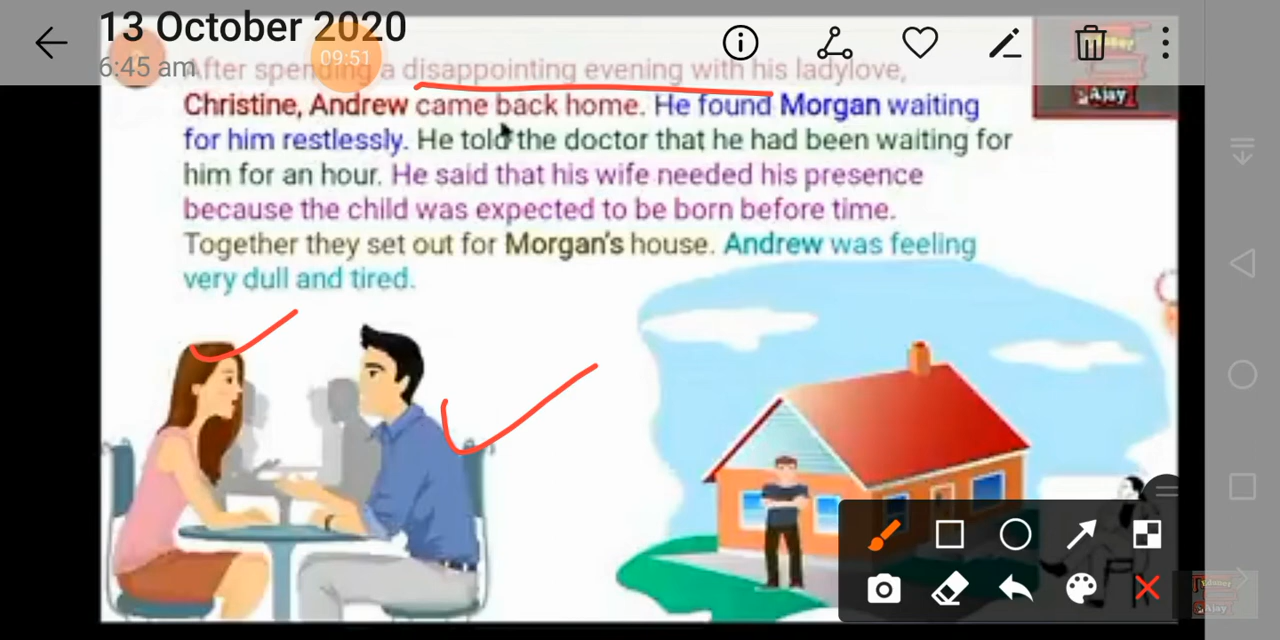 13 October 2020
6:45 am
09:51
After spending a disappointing evening with his ladylove,
Christine, Andrew came back home. He found Morgan waiting
for him restlessly. He told the doctor that he had been waiting for
him for an hour. He said that his wife needed his presence
because the child was expected to be born before time.
Together they set out for Morgan's house. Andrew was feeling
very dull and tired.
Ajay
Ajay